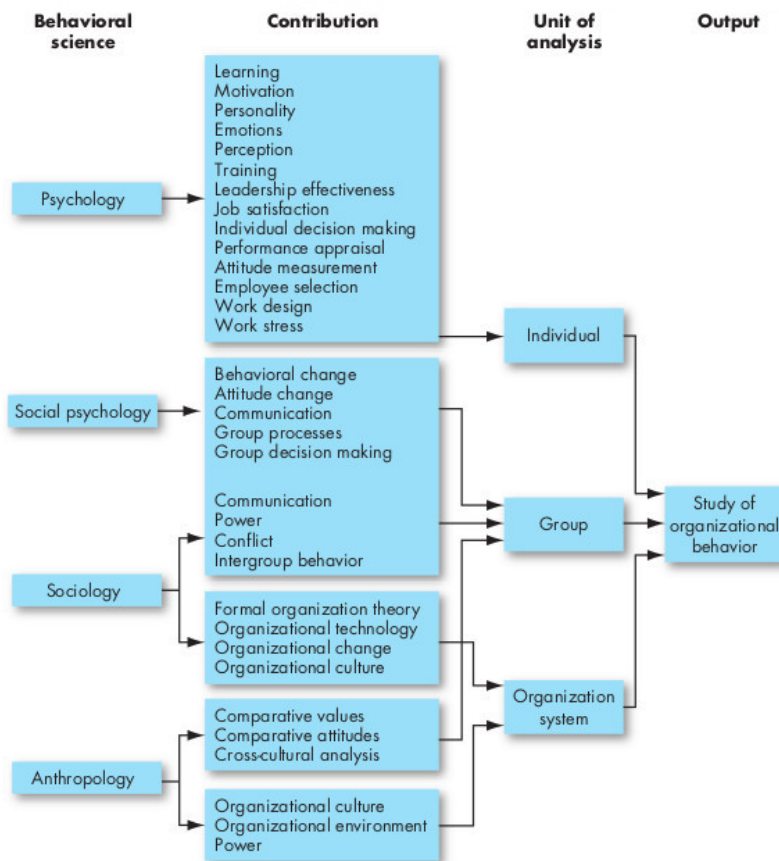 Behavioral
science
Contribution
Unit of
analysis
Output
Psychology
Learning
Motivation
Personality
Emotions
Perception
Training
Leadership effectiveness
Job satisfaction
Individual decision making
Performance appraisal
Attitude measurement
Employee selection
Work design
Work stress
Individual
Social psychology
Behavioral change
Attitude change
Communication
Group processes
Group decision making
Communication
Power
Conflict
Intergroup behavior
Group
Study of
organizational
behavior
Sociology
Formal organization theory
Organizational technology
Organizational change
Organizational culture
Organization
system
Anthropology
Comparative values
Comparative attitudes
Cross-cultural analysis
Organizational culture
Organizational environment
Power